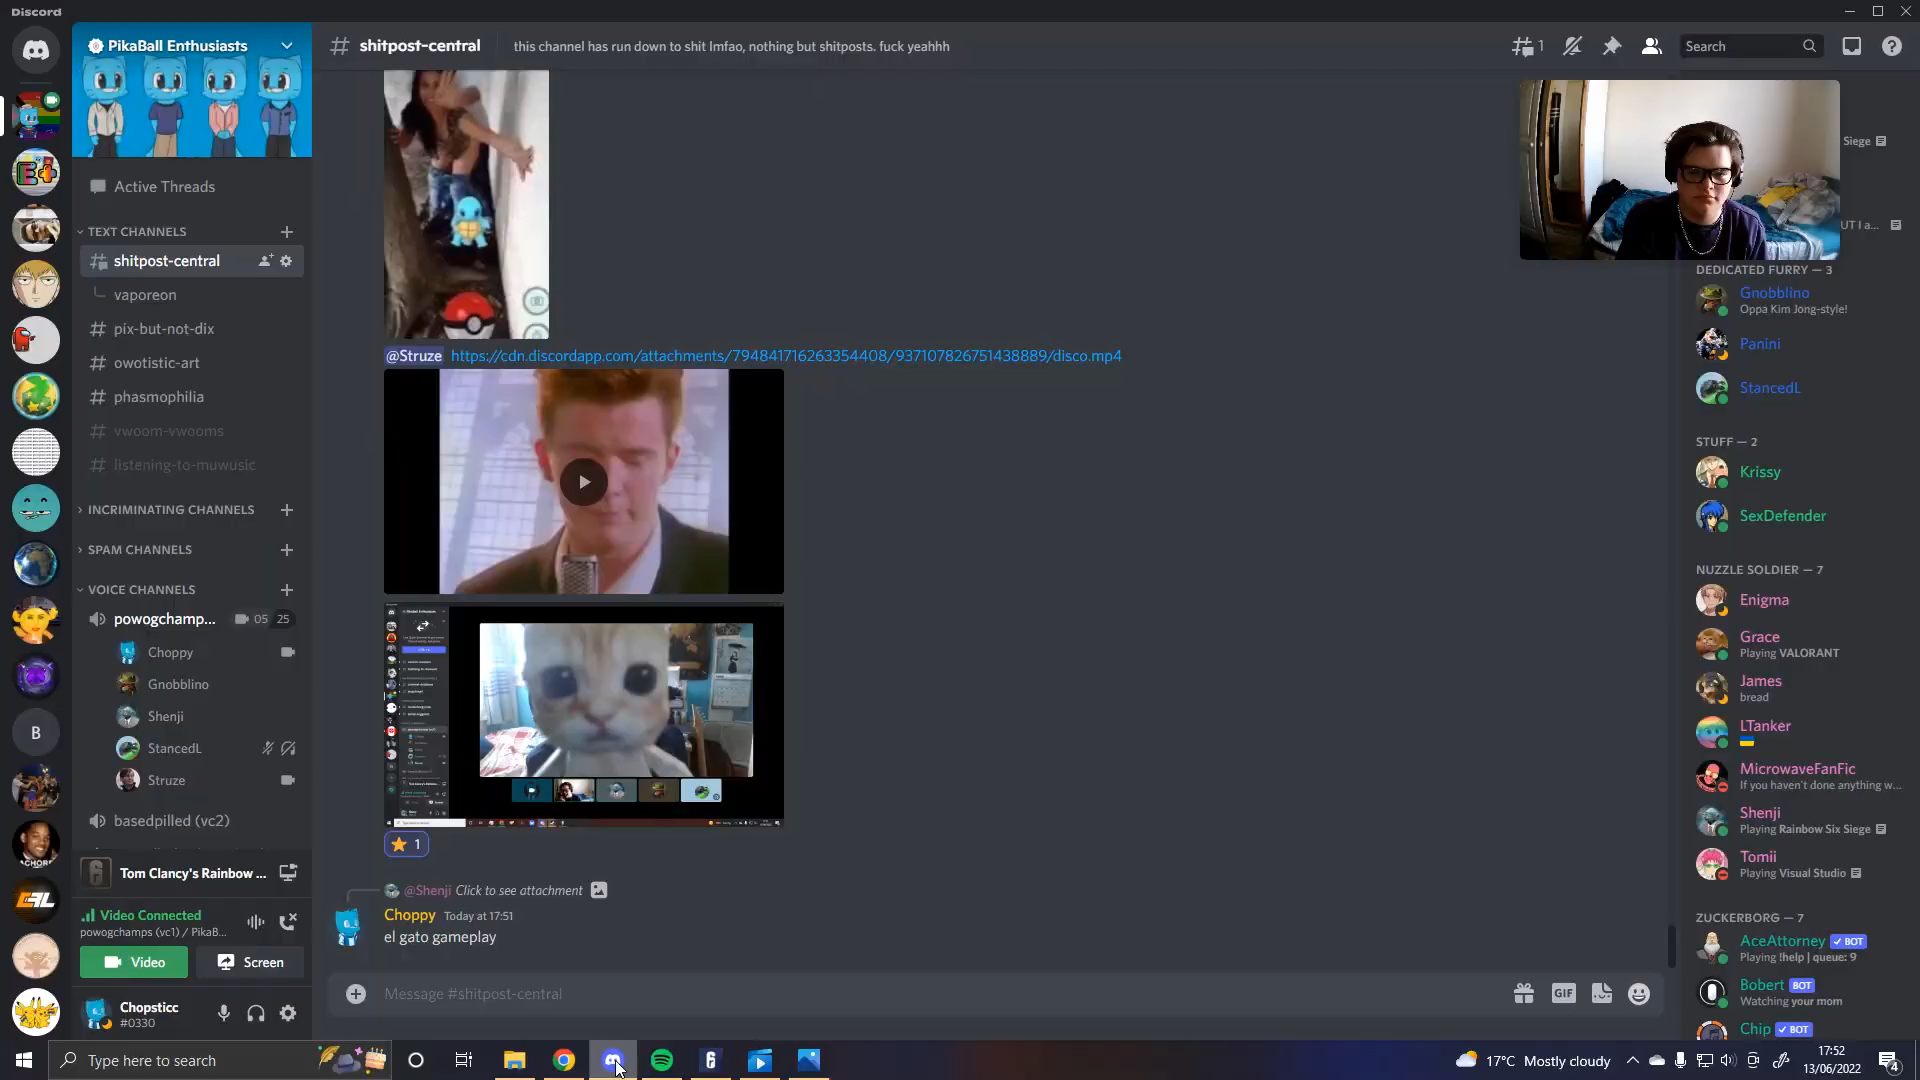 Discord
PikaBall Enthusiasts
shitpost-central
this channel has run down to shit lmfao, nothing but shitposts. fuck yeahhh
1
Search
Active Threads
TEXT CHANNELS
shitpost-central
vaporeon
pix-but-not-dix
owotistic-art
phasmophilia
vwoom-vwooms
listening-to-muwusic
INCRIMINATING CHANNELS
SPAM CHANNELS
VOICE CHANNELS
powogchamp... 05 25
Choppy
Gnobblino
Shenji
StancedL
Struze
basedpilled (vc2)
B
Tom Clancy's Rainbow ...
Video Connected
powogchamps (vc1) / PikaB...
Video
Screen
Chopsticc
#0330
@Struze https://cdn.discordapp.com/attachments/794841716263354408/937107826751438889/disco.mp4
1
@Shenji Click to see attachment
Choppy Today at 17:51
el gato gameplay
Message #shitpost-central
GIF
Siege
UT I a...
DEDICATED FURRY — 3
Gnobblino
Oppa Kim Jong-style!
Panini
StancedL
STUFF — 2
Krissy
SexDefender
NUZZLE SOLDIER — 7
Enigma
Grace
Playing VALORANT
James
bread
LTanker
MicrowaveFanFic
If you haven't done anything w...
Shenji
Playing Rainbow Six Siege
Tomii
Playing Visual Studio
ZUCKERBORG — 7
AceAttorney ✓ BOT
Playing !help | queue: 9
Bobert BOT
Watching your mom
Chip ✓ BOT
Type here to search
17°C Mostly cloudy
17:52
13/06/2022
4